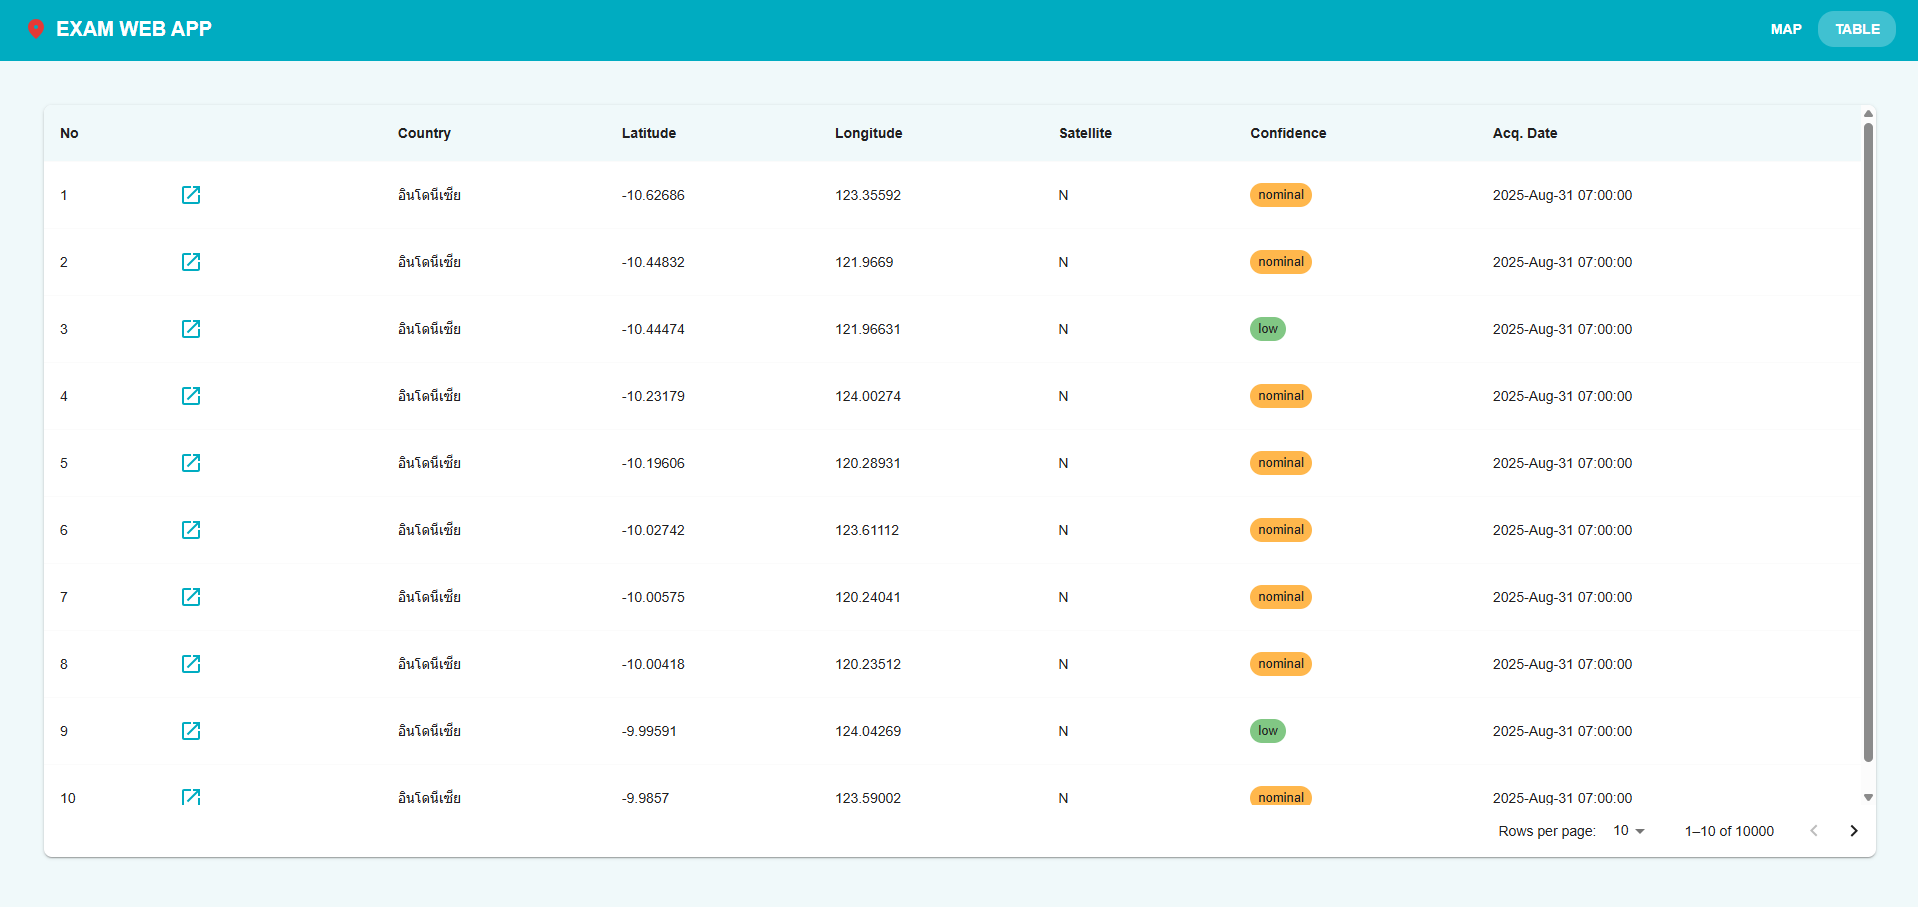 EXAM WEB APP MAP TABLE
No Country Latitude Longitude Satellite Confidence Acq. Date
1 อินโดนีเซีย -10.62686 123.35592 N nominal 2025-Aug-31 07:00:00
2 อินโดนีเซีย -10.44832 121.9669 N nominal 2025-Aug-31 07:00:00
3 อินโดนีเซีย -10.44474 121.96631 N low 2025-Aug-31 07:00:00
4 อินโดนีเซีย -10.23179 124.00274 N nominal 2025-Aug-31 07:00:00
5 อินโดนีเซีย -10.19606 120.28931 N nominal 2025-Aug-31 07:00:00
6 อินโดนีเซีย -10.02742 123.61112 N nominal 2025-Aug-31 07:00:00
7 อินโดนีเซีย -10.00575 120.24041 N nominal 2025-Aug-31 07:00:00
8 อินโดนีเซีย -10.00418 120.23512 N nominal 2025-Aug-31 07:00:00
9 อินโดนีเซีย -9.99591 124.04269 N low 2025-Aug-31 07:00:00
10 อินโดนีเซีย -9.9857 123.59002 N nominal 2025-Aug-31 07:00:00
Rows per page: 10 1–10 of 10000